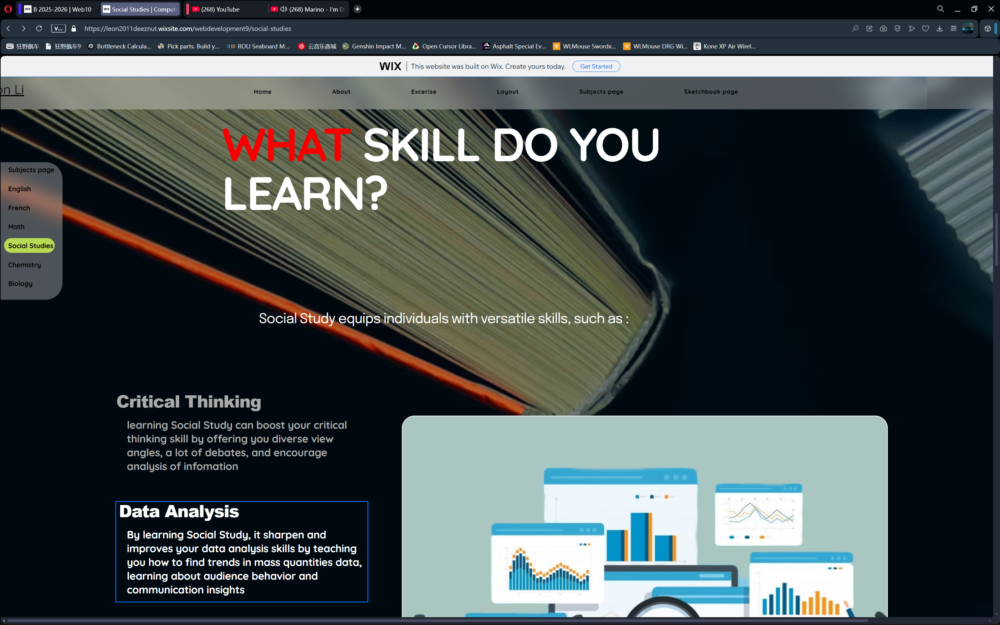 WIX B 2025-2026 | Web10
WIX Social Studies | Compute
(268) YouTube
(268) Marino - I'm D
V...
https://leon2011deeznut.wixsite.com/webdevelopment9/social-studies
狂野飙车
狂野飙车9
Bottleneck Calcula...
Pick parts. Build y...
ROLI Seaboard M...
云音乐商城
Genshin Impact M...
Open Cursor Libra...
Asphalt Special Ev...
WLMouse Swordx...
WLMouse DRG Wi...
Kone XP Air Wirel...
WIX
This website was built on Wix. Create yours today.
Get Started
on Li
Home
About
Excerise
Layout
Subjects page
Sketchbook page
WHAT SKILL DO YOU
LEARN?
Subjects page
English
French
Math
Social Studies
Chemistry
Biology
Social Study equips individuals with versatile skills, such as :
Critical Thinking
learning Social Study can boost your critical
thinking skill by offering you diverse view
angles, a lot of debates, and encourage
analysis of infomation
Data Analysis
By learning Social Study, it sharpen and
improves your data analysis skills by teaching
you how to find trends in mass quantities data,
learning about audience behavior and
communication insights